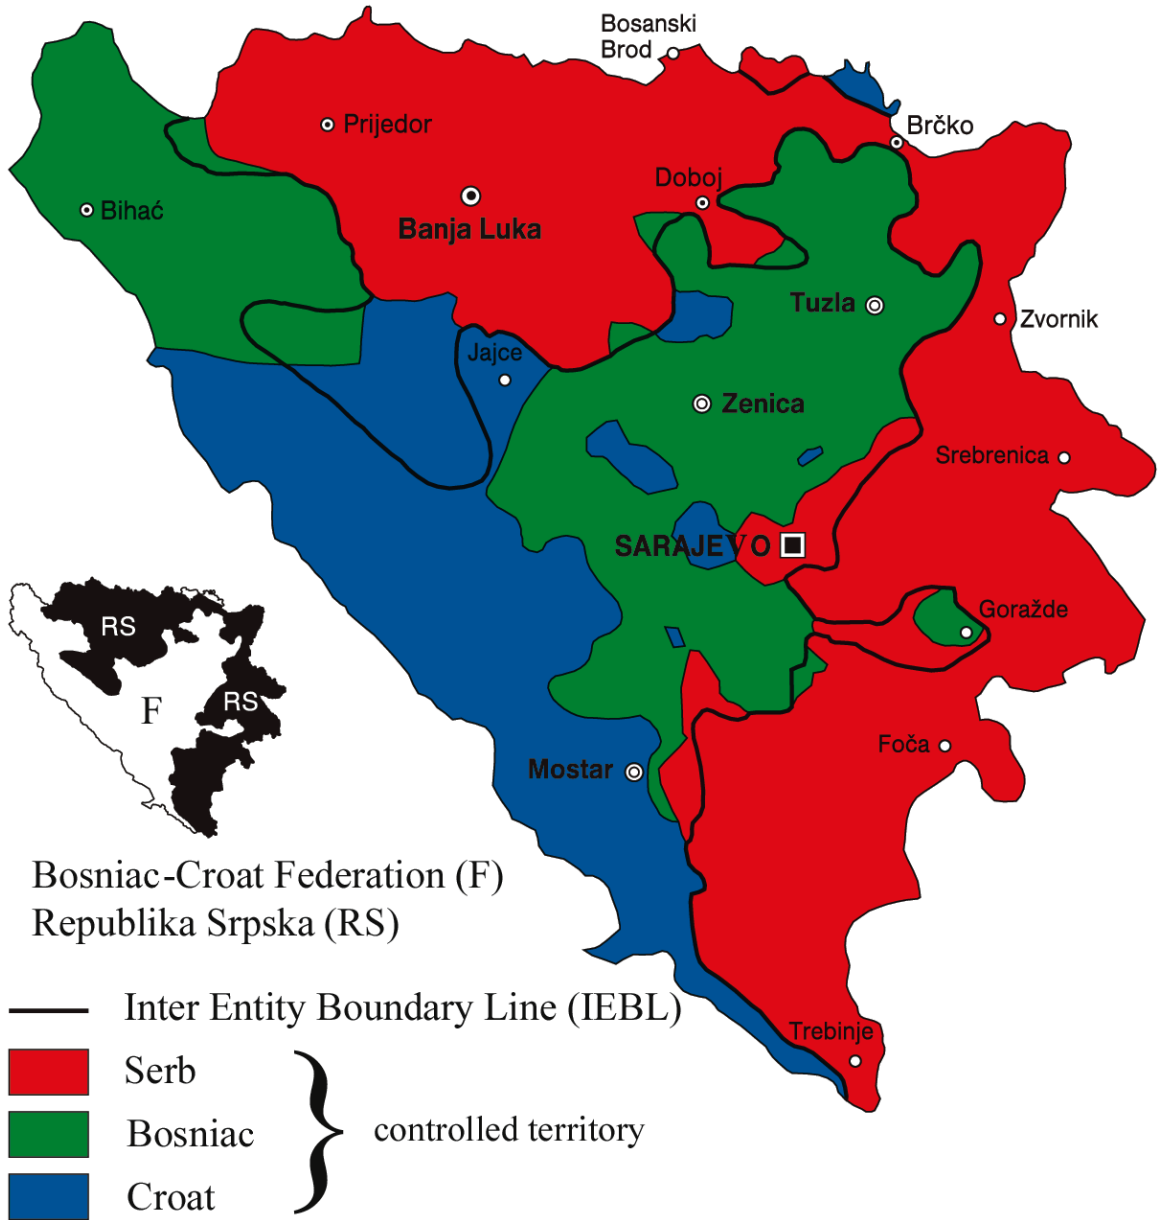 Bosanski
Brod
Prijedor
Brčko
Doboj
Bihać
Banja Luka
Tuzla
Zvornik
Jajce
Zenica
Srebrenica
SARAJEVO
Goražde
RS
RS
F
Foča
Mostar
Bosniac-Croat Federation (F)
Republika Srpska (RS)
Inter Entity Boundary Line (IEBL)
Trebinje
Serb
Bosniac
controlled territory
Croat